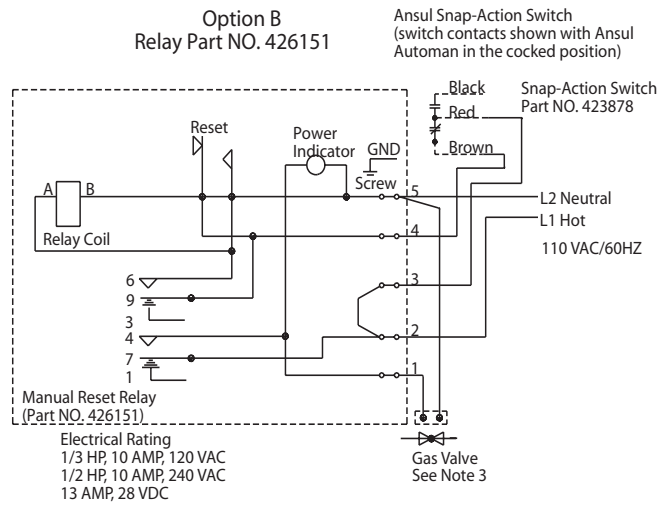 Option B
Relay Part NO. 426151
Ansul Snap-Action Switch
(switch contacts shown with Ansul
Automan in the cocked position)
Black
Red
Brown
Snap-Action Switch
Part NO. 423878
Reset
Power
Indicator
GND
Screw
A
B
Relay Coil
5
4
3
2
1
L2 Neutral
L1 Hot
110 VAC/60HZ
6
9
3
4
7
1
Manual Reset Relay
(Part NO. 426151)
Electrical Rating
1/3 HP, 10 AMP, 120 VAC
1/2 HP, 10 AMP, 240 VAC
13 AMP, 28 VDC
Gas Valve
See Note 3